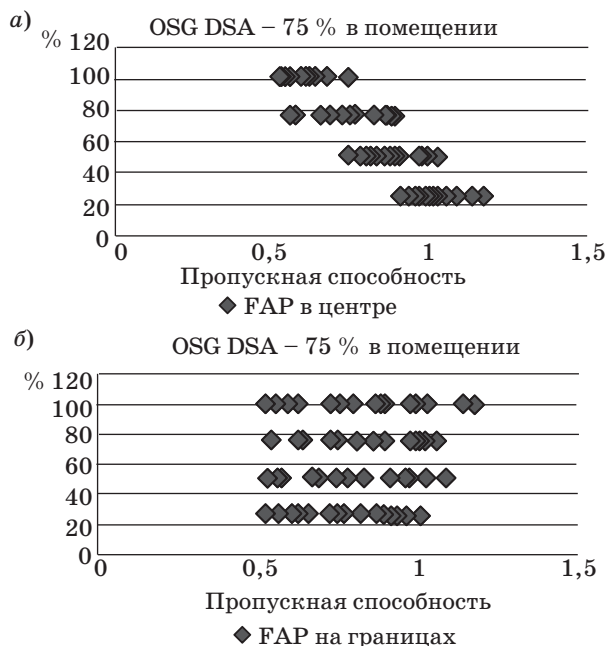 а) OSG DSA – 75 % в помещении
% 120
100
80
60
40
20
0
0 0,5 1 1,5
Пропускная способность
FAP в центре
б) OSG DSA – 75 % в помещении
% 120
100
80
60
40
20
0
0 0,5 1 1,5
Пропускная способность
FAP на границах